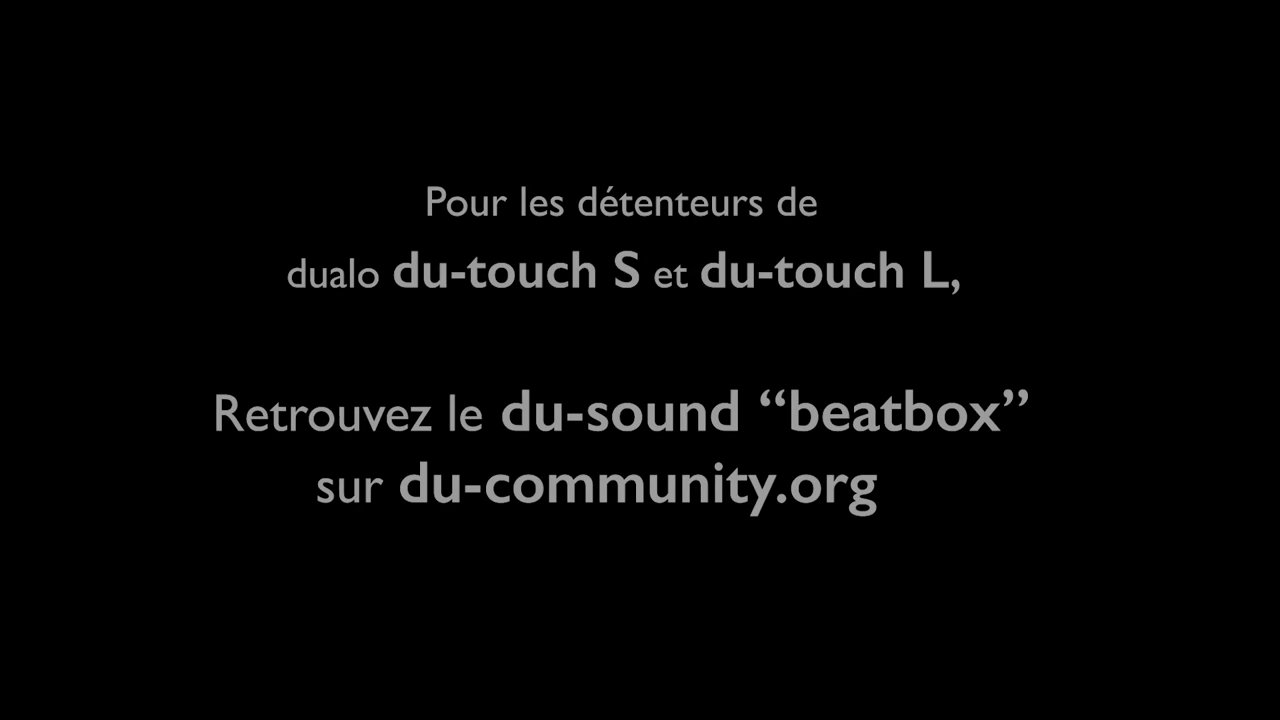 Pour les détenteurs de
dualo du-touch S et du-touch L,
Retrouvez le du-sound “beatbox”
sur du-community.org